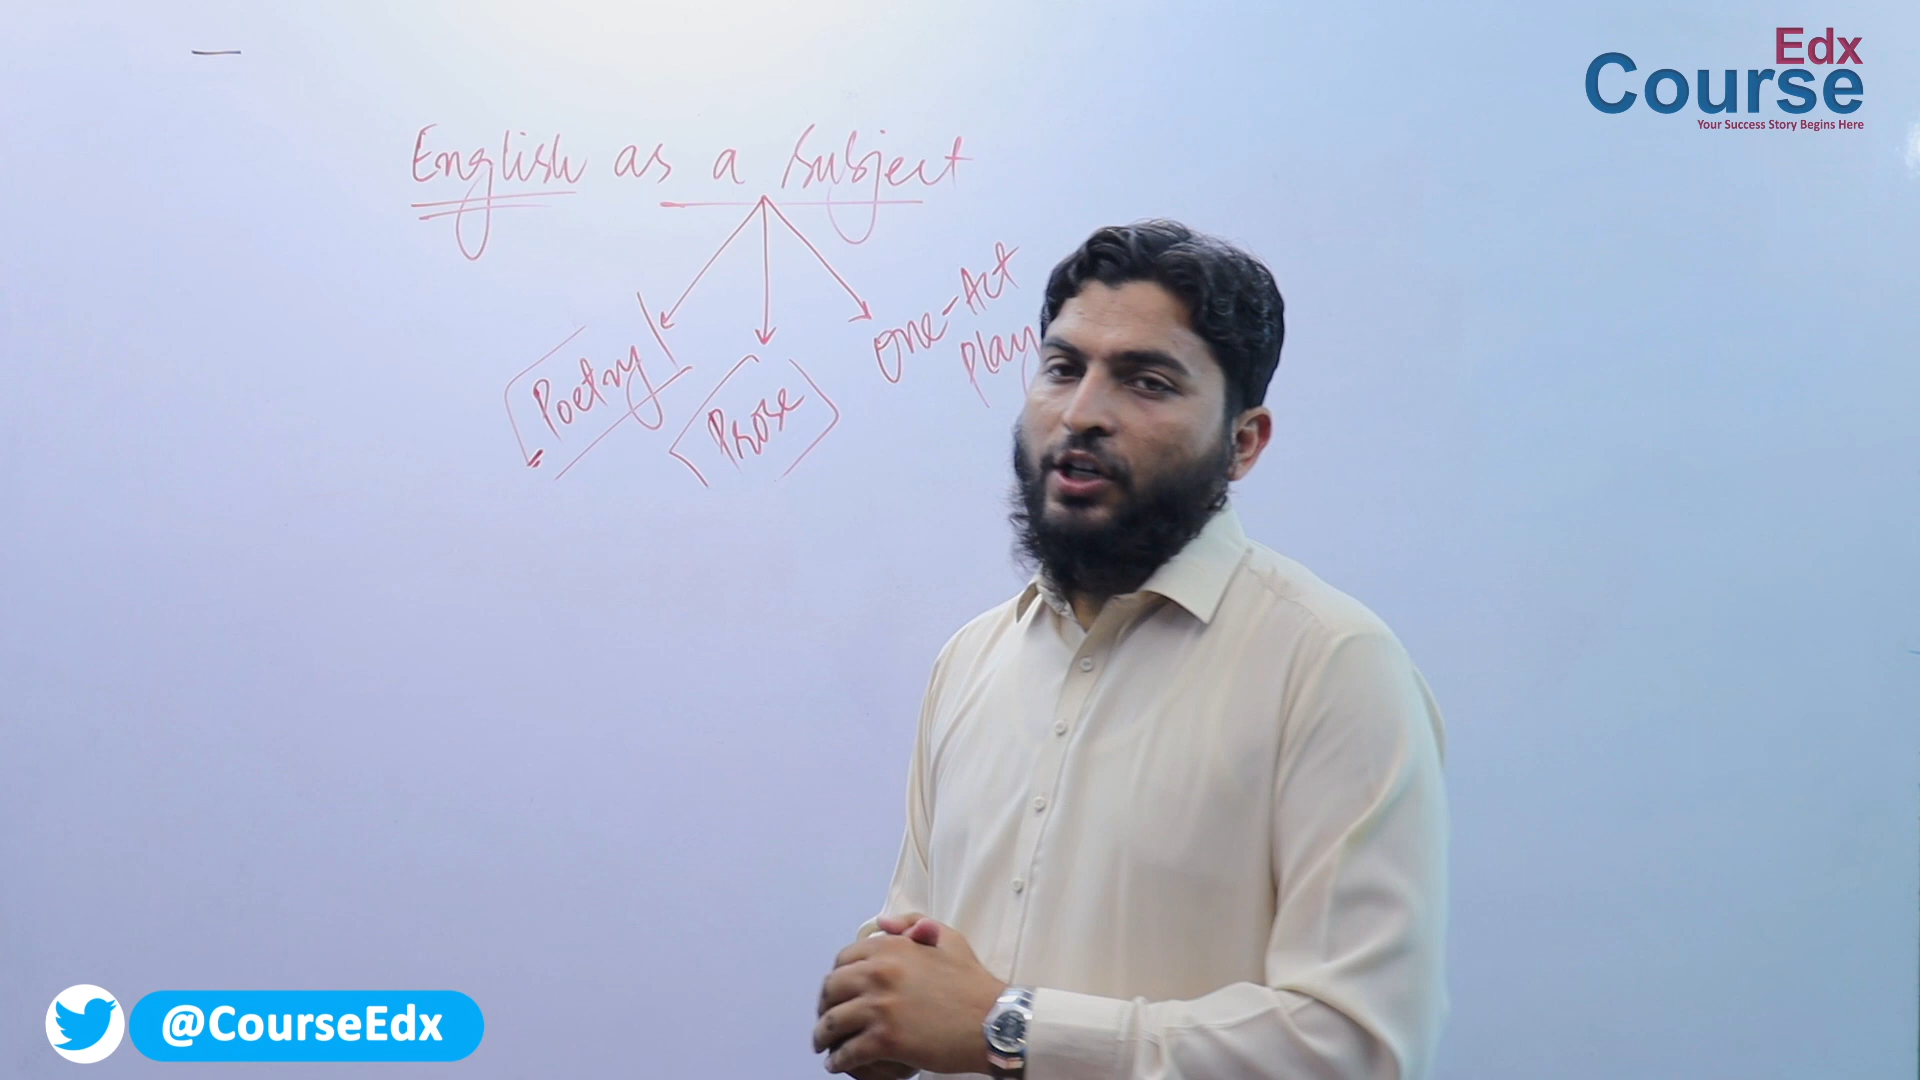 Edx
Course
Your Success Story Begins Here
English as a Subject
Poetry
Prose
One-Act
Play
@CourseEdx